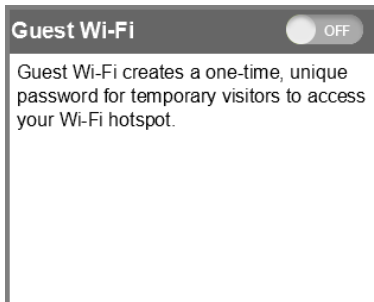 Guest Wi-Fi OFF
Guest Wi-Fi creates a one-time, unique
password for temporary visitors to access
your Wi-Fi hotspot.